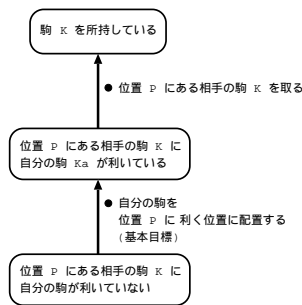 駒 K を所持している
● 位置 P にある相手の駒 K を取る
位置 P にある相手の駒 K に
自分の駒 Ka が利いている
● 自分の駒を
位置 P に 利く位置に配置する
(基本目標)
位置 P にある相手の駒 K に
自分の駒が利いていない